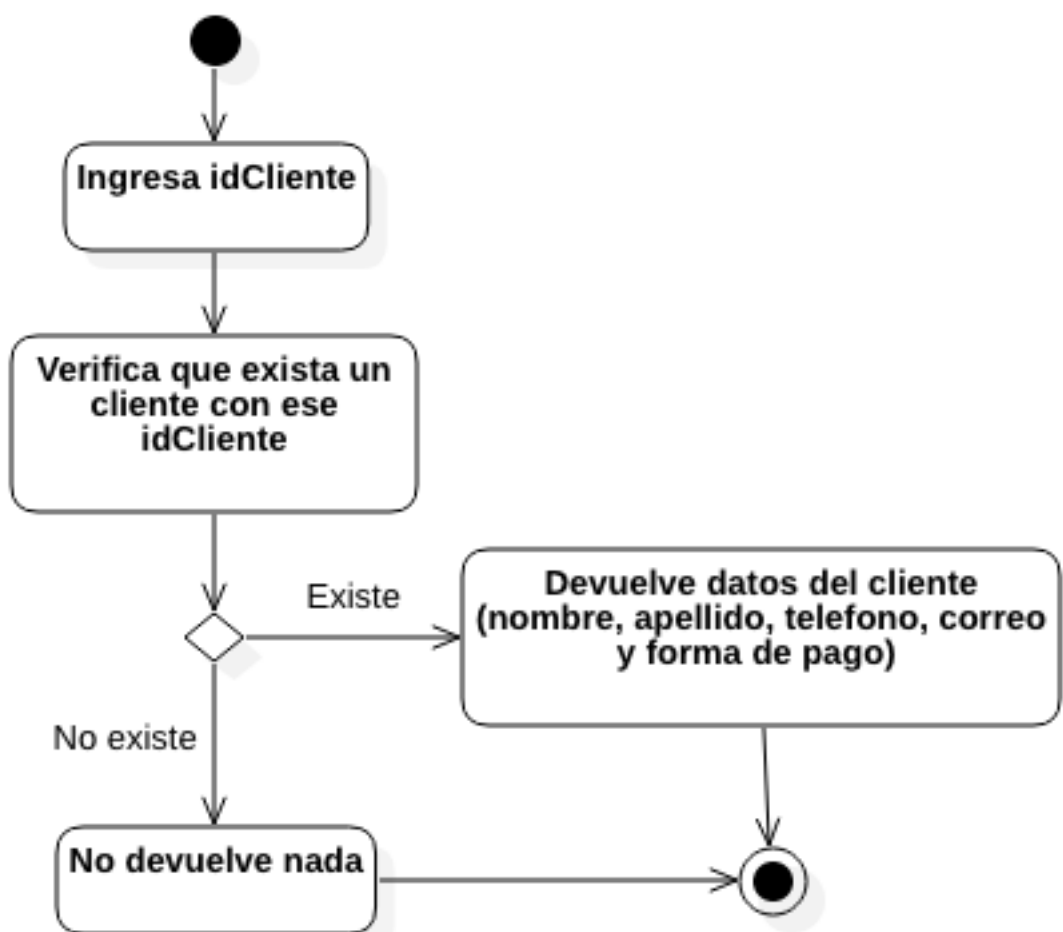 Ingresa idCliente
Verifica que exista un
cliente con ese
idCliente
Existe
Devuelve datos del cliente
(nombre, apellido, telefono, correo
y forma de pago)
No existe
No devuelve nada